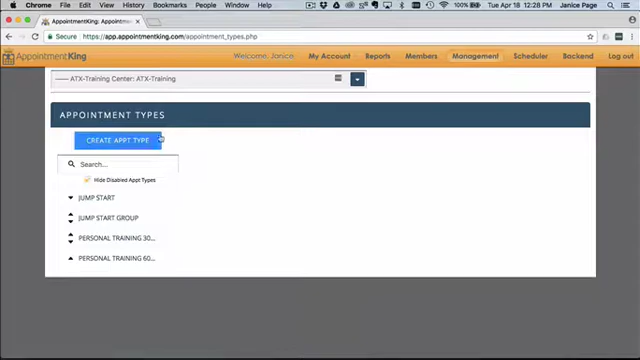 Chrome File Edit View History Bookmarks People Window Help 100% Tue Apr 18 12:28 PM Janice Page
AppointmentKing - Appointme
Janice
Secure https://app.appointmentking.com/appointment_types.php
AppointmentKing Welcome, Janice My Account Reports Members Management Scheduler Backend Log out
—— ATX-Training Center: ATX-Training
APPOINTMENT TYPES
CREATE APPT TYPE
Search...
Hide Disabled Appt Types
JUMP START
JUMP START GROUP
PERSONAL TRAINING 30...
PERSONAL TRAINING 60...